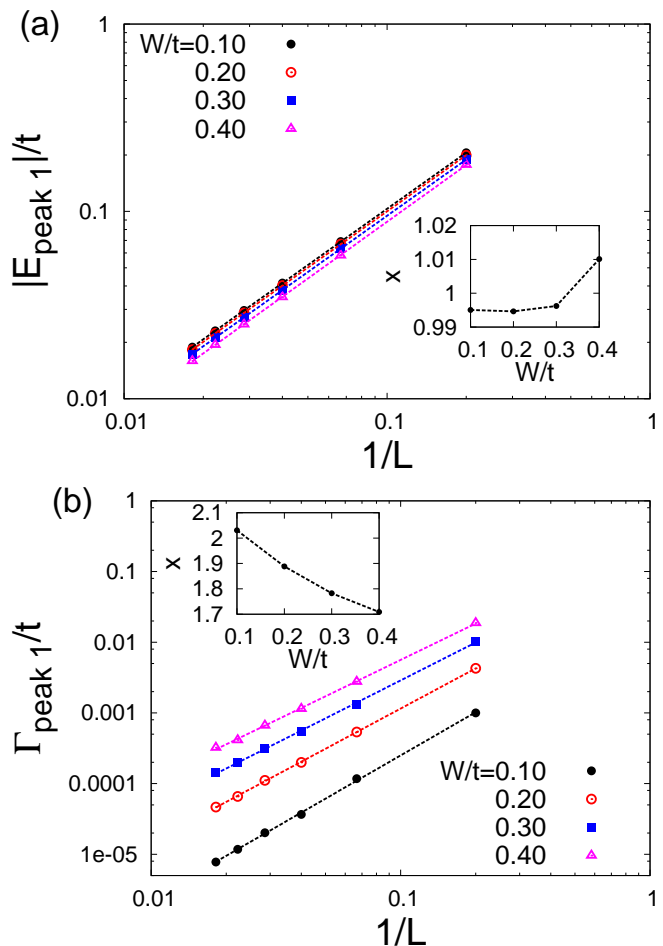 (a)
1
W/t=0.10
0.20
0.30
0.40
|E_peak 1|/t
0.1
1.02
1.01
x
1
0.99
0.1 0.2 0.3 0.4
W/t
0.01
0.01 0.1 1
1/L
(b)
1
2.1
2
x
1.9
1.8
1.7
0.1 0.2 0.3 0.4
W/t
0.1
Γ_peak 1/t
0.01
0.001
0.0001
1e-05
W/t=0.10
0.20
0.30
0.40
0.01 0.1 1
1/L